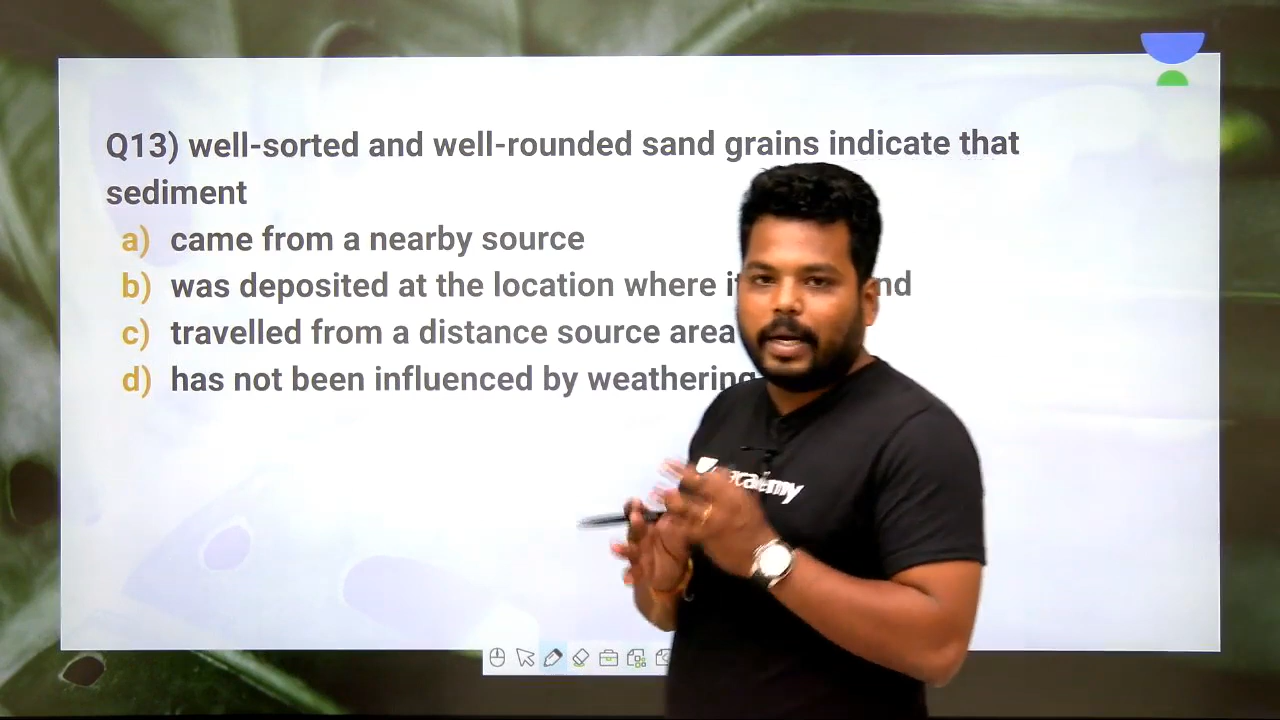 Q13) well-sorted and well-rounded sand grains indicate that
sediment
a) came from a nearby source
b) was deposited at the location where
c) travelled from a distance source area
d) has not been influenced by weathering